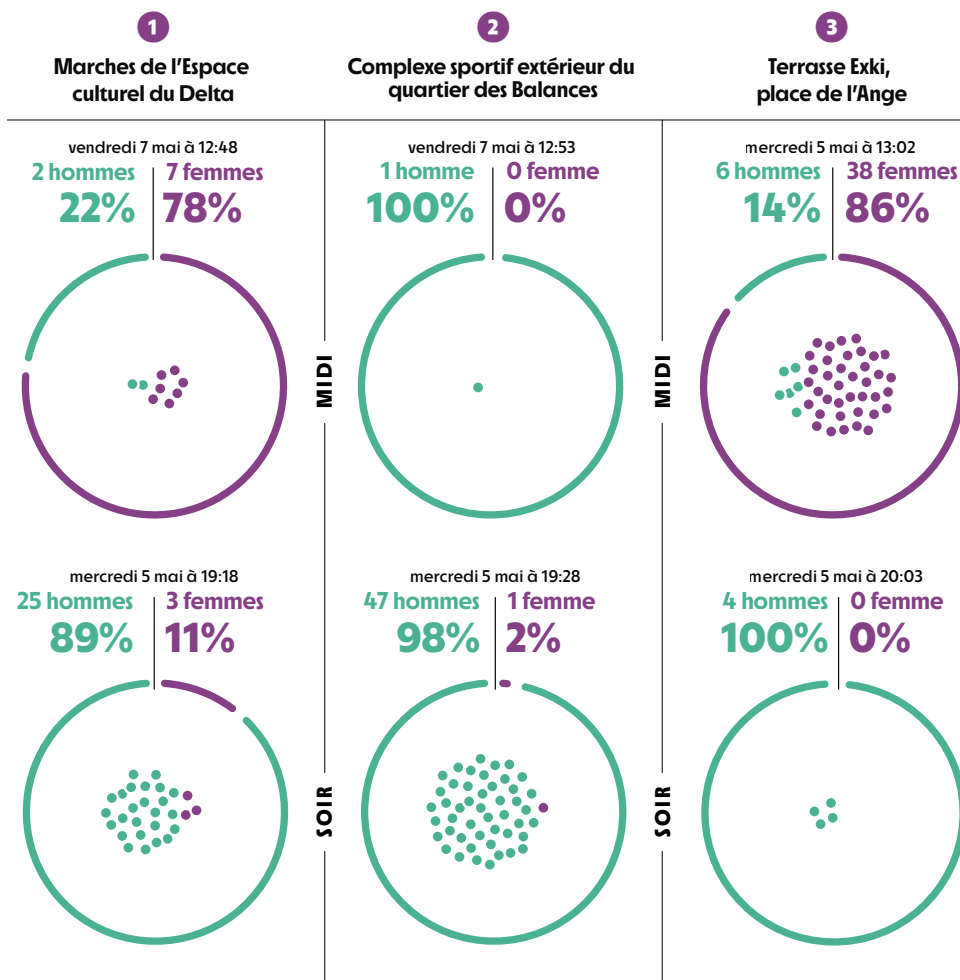 1
Marches de l'Espace
culturel du Delta
2
Complexe sportif extérieur du
quartier des Balances
3
Terrasse Exki,
place de l'Ange
vendredi 7 mai à 12:48
2 hommes
7 femmes
22%
78%
vendredi 7 mai à 12:53
1 homme
0 femme
100%
0%
mercredi 5 mai à 13:02
6 hommes
38 femmes
14%
86%
MIDI
MIDI
mercredi 5 mai à 19:18
25 hommes
3 femmes
89%
11%
mercredi 5 mai à 19:28
47 hommes
1 femme
98%
2%
mercredi 5 mai à 20:03
4 hommes
0 femme
100%
0%
SOIR
SOIR